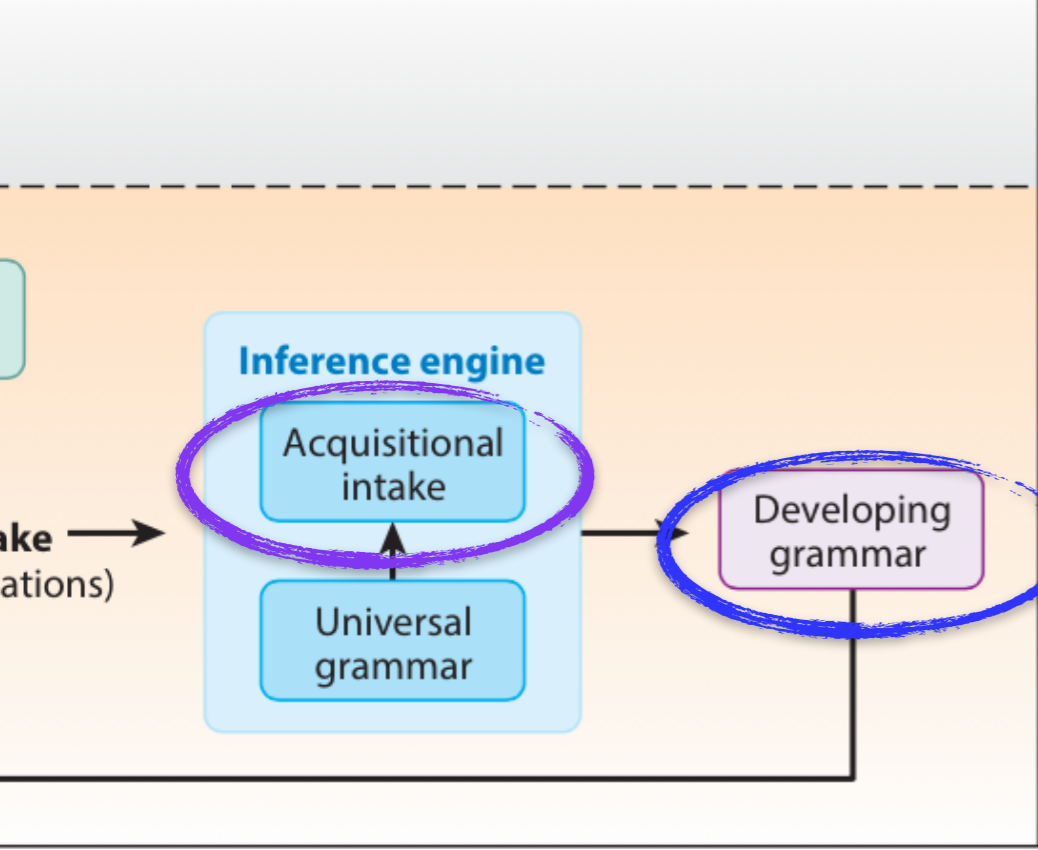 Inference engine
Acquisitional
intake
ake
ations)
Universal
grammar
Developing
grammar